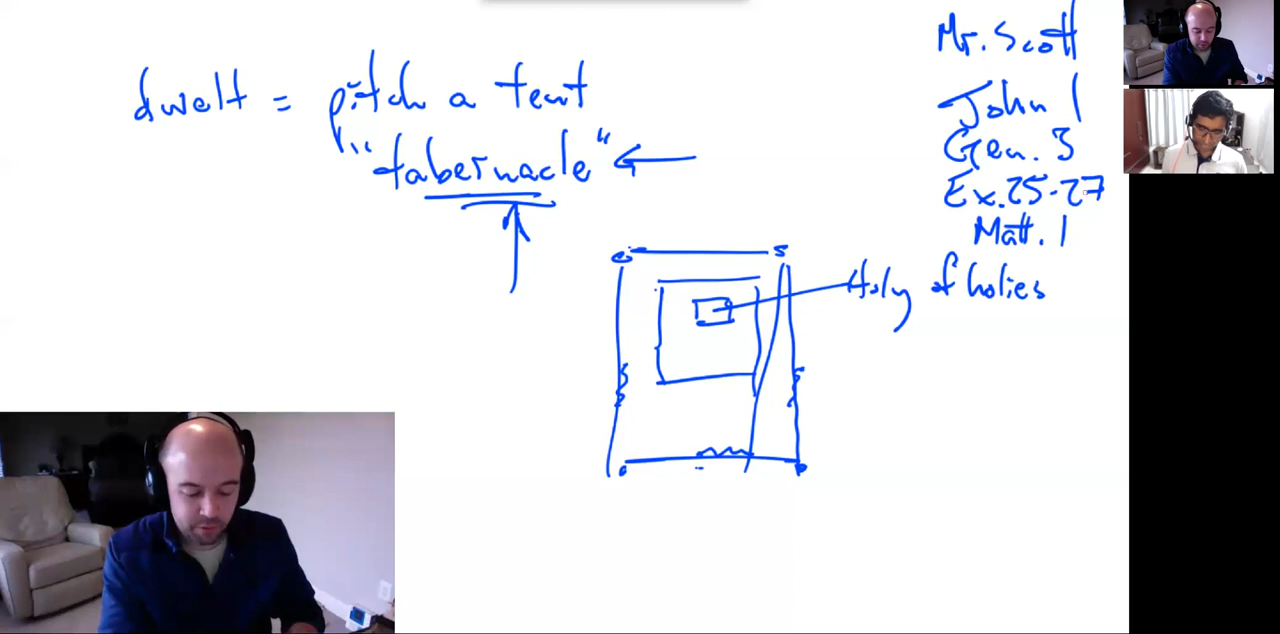 dwelt = pitch a tent
"tabernacle"
Mr. Scott
John 1
Gen. 3
Ex. 25-27
Matt. 1
Holy of holies